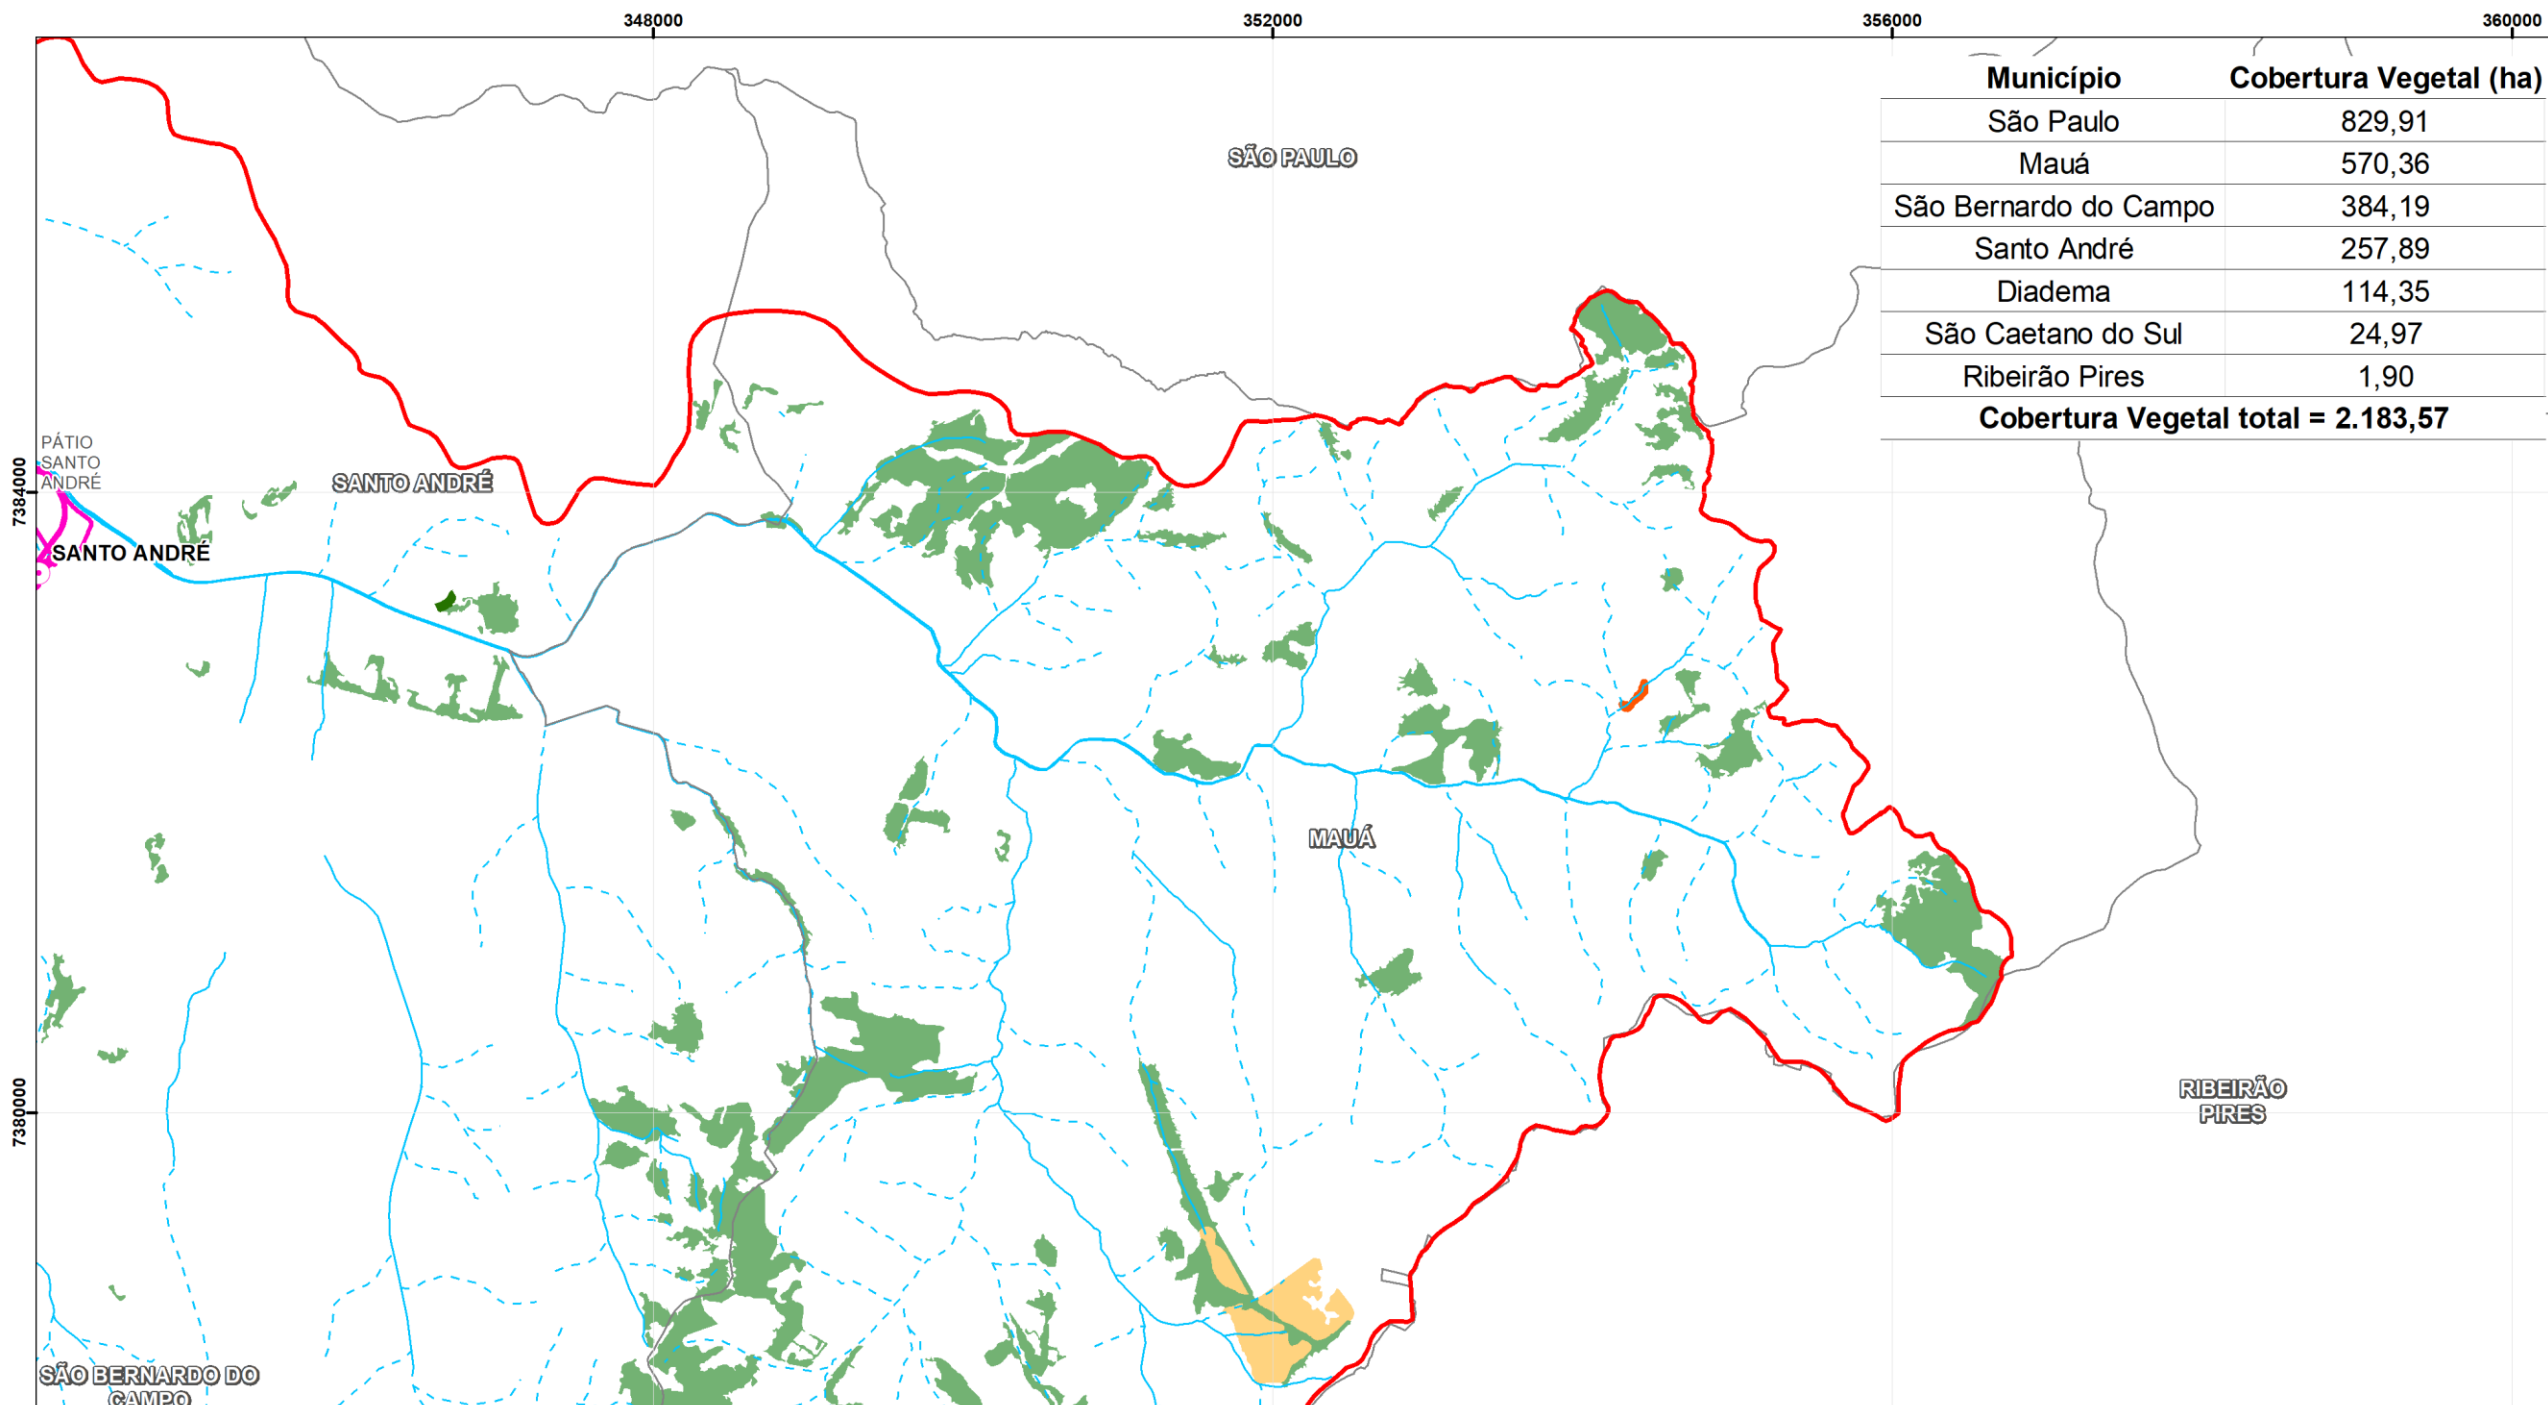 348000
352000
356000
360000
Município Cobertura Vegetal (ha)
São Paulo 829,91
Mauá 570,36
São Bernardo do Campo 384,19
Santo André 257,89
Diadema 114,35
São Caetano do Sul 24,97
Ribeirão Pires 1,90
Cobertura Vegetal total = 2.183,57
SÃO PAULO
PÁTIO
SANTO
ANDRÉ
SANTO ANDRÉ
7384000
SANTO ANDRÉ
MAUÁ
7380000
RIBEIRÃO
PIRES
SÃO BERNARDO DO
CAMPO